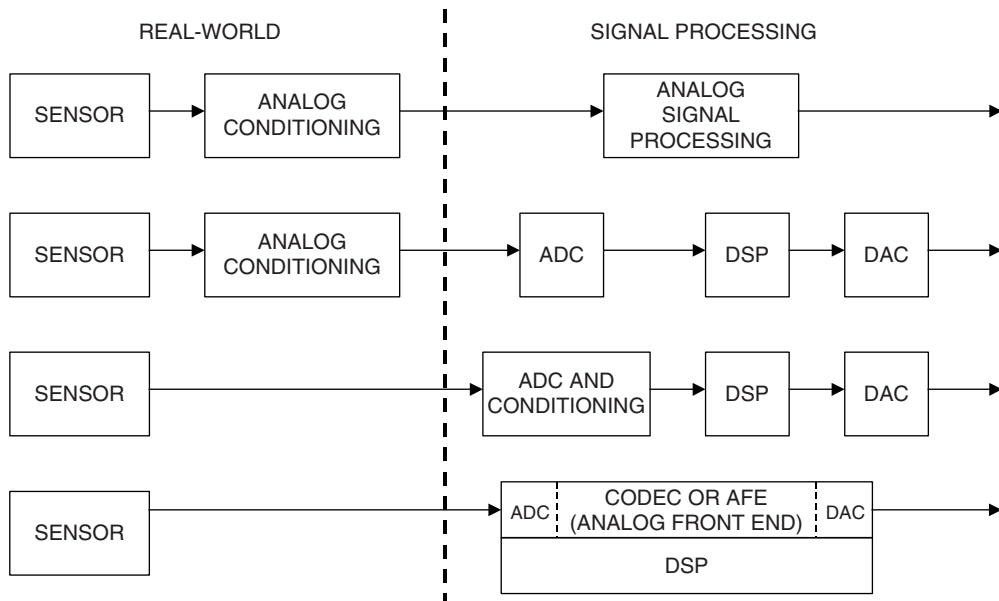 REAL-WORLD
SIGNAL PROCESSING
SENSOR
ANALOG
CONDITIONING
ANALOG
SIGNAL
PROCESSING
SENSOR
ANALOG
CONDITIONING
ADC
DSP
DAC
SENSOR
ADC AND
CONDITIONING
DSP
DAC
SENSOR
ADC
CODEC OR AFE
(ANALOG FRONT END)
DAC
DSP